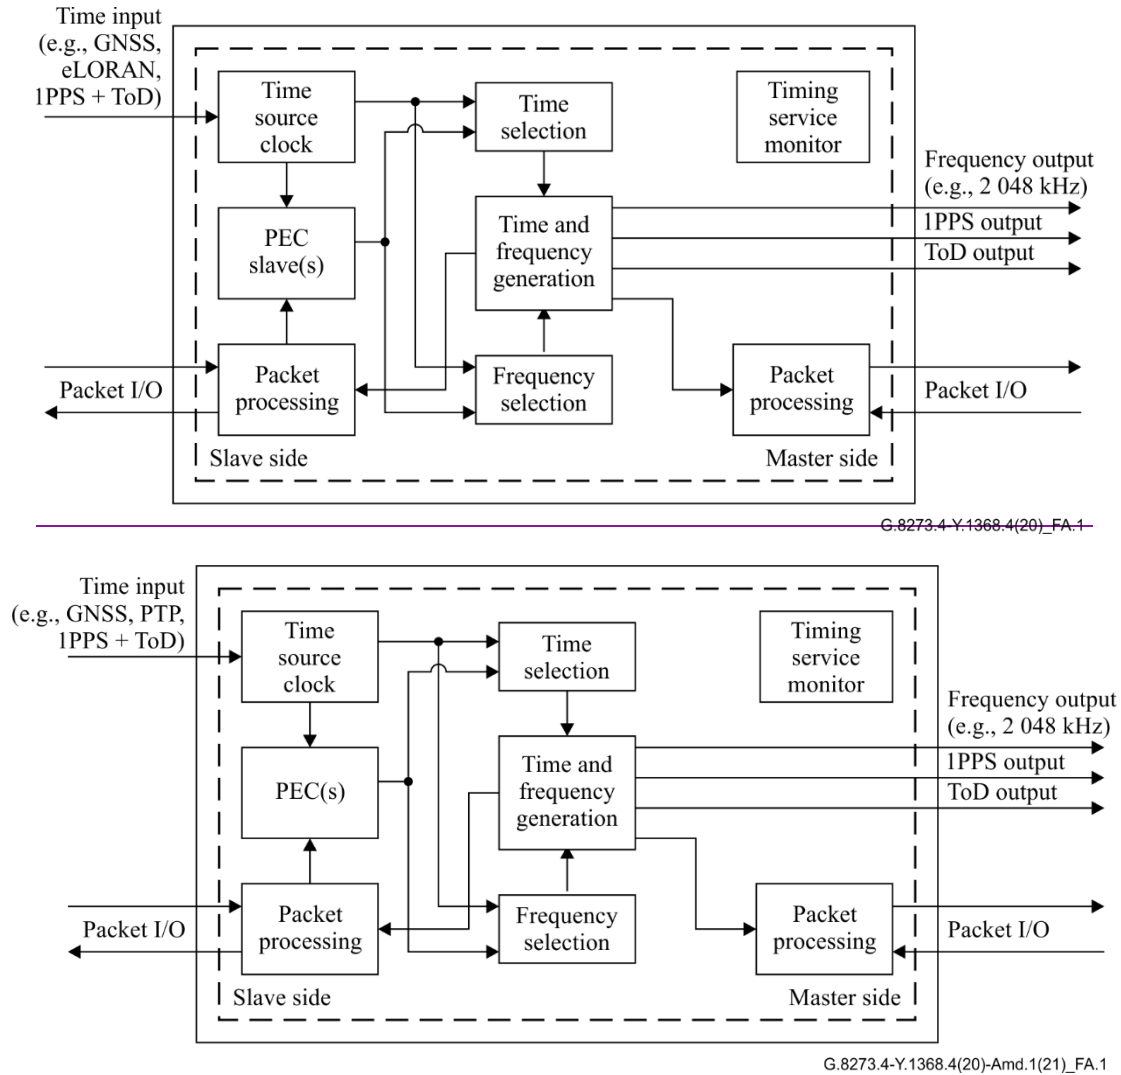 Time input
(e.g., GNSS,
eLORAN,
1PPS + ToD)
Time
source
clock
Time
selection
Timing
service
monitor
Frequency output
(e.g., 2 048 kHz)
1PPS output
ToD output
PEC
slave(s)
Time and
frequency
generation
Packet I/O
Packet
processing
Frequency
selection
Packet
processing
Packet I/O
Slave side
Master side
G.8273.4-Y.1368.4(20)_FA.1
Time input
(e.g., GNSS, PTP,
1PPS + ToD)
Time
source
clock
Time
selection
Timing
service
monitor
Frequency output
(e.g., 2 048 kHz)
1PPS output
ToD output
PEC(s)
Time and
frequency
generation
Packet I/O
Packet
processing
Frequency
selection
Packet
processing
Packet I/O
Slave side
Master side
G.8273.4-Y.1368.4(20)-Amd.1(21)_FA.1